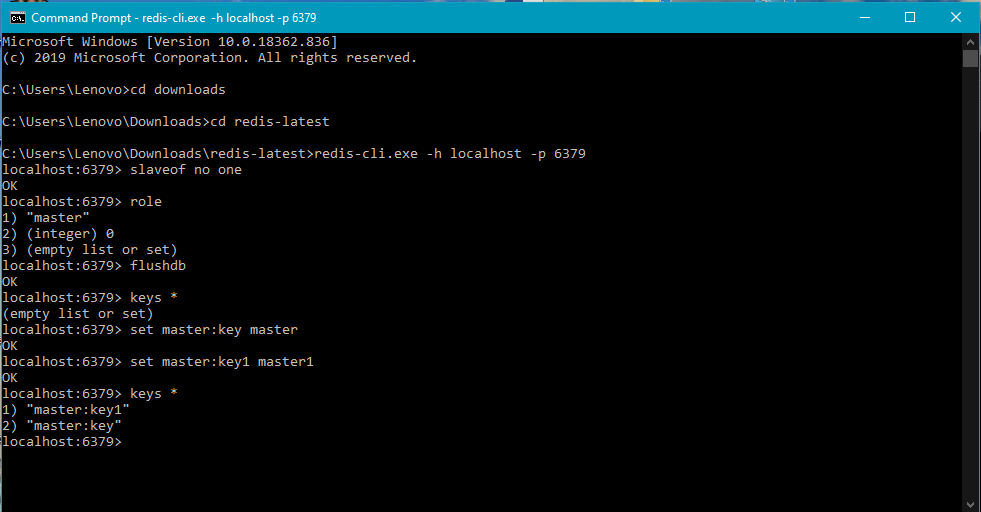 Command Prompt - redis-cli.exe -h localhost -p 6379
Microsoft Windows [Version 10.0.18362.836]
(c) 2019 Microsoft Corporation. All rights reserved.
C:\Users\Lenovo>cd downloads
C:\Users\Lenovo\Downloads>cd redis-latest
C:\Users\Lenovo\Downloads\redis-latest>redis-cli.exe -h localhost -p 6379
localhost:6379> slaveof no one
OK
localhost:6379> role
1) "master"
2) (integer) 0
3) (empty list or set)
localhost:6379> flushdb
OK
localhost:6379> keys *
(empty list or set)
localhost:6379> set master:key master
OK
localhost:6379> set master:key1 master1
OK
localhost:6379> keys *
1) "master:key1"
2) "master:key"
localhost:6379>